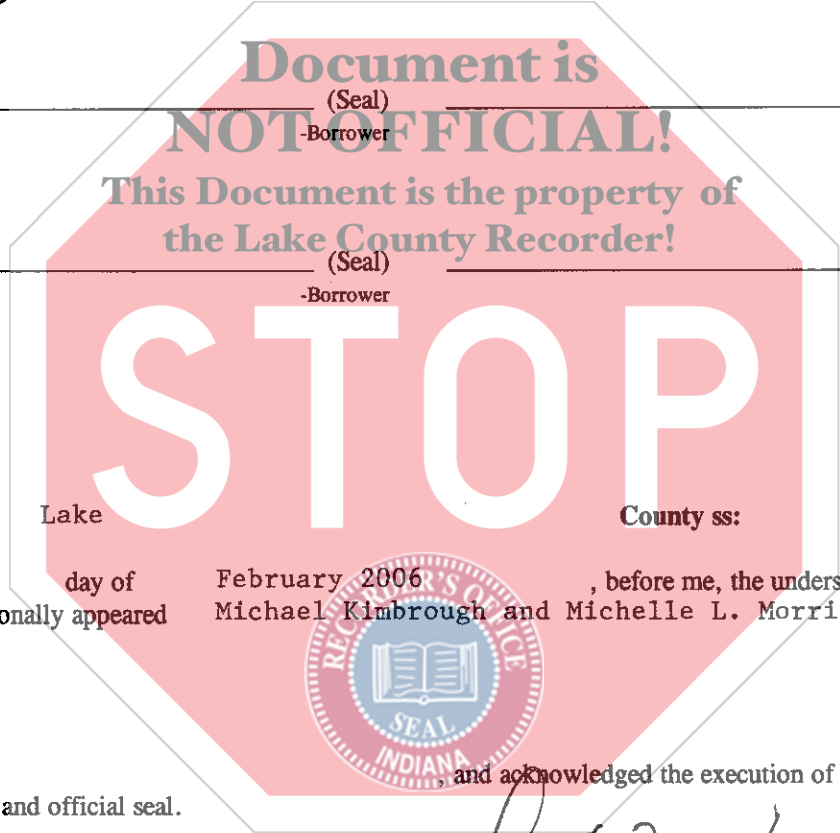 Document is
(Seal)
NOT OFFICIAL!
-Borrower
This Document is the property of
the Lake County Recorder!
(Seal)
-Borrower
STOP
Lake County ss:
day of February 2006 , before me, the unders
onally appeared Michael Kimbrough and Michelle L. Morri
RECORDER'S OFFICE
SEAL
INDIANA
, and acknowledged the execution of
and official seal.